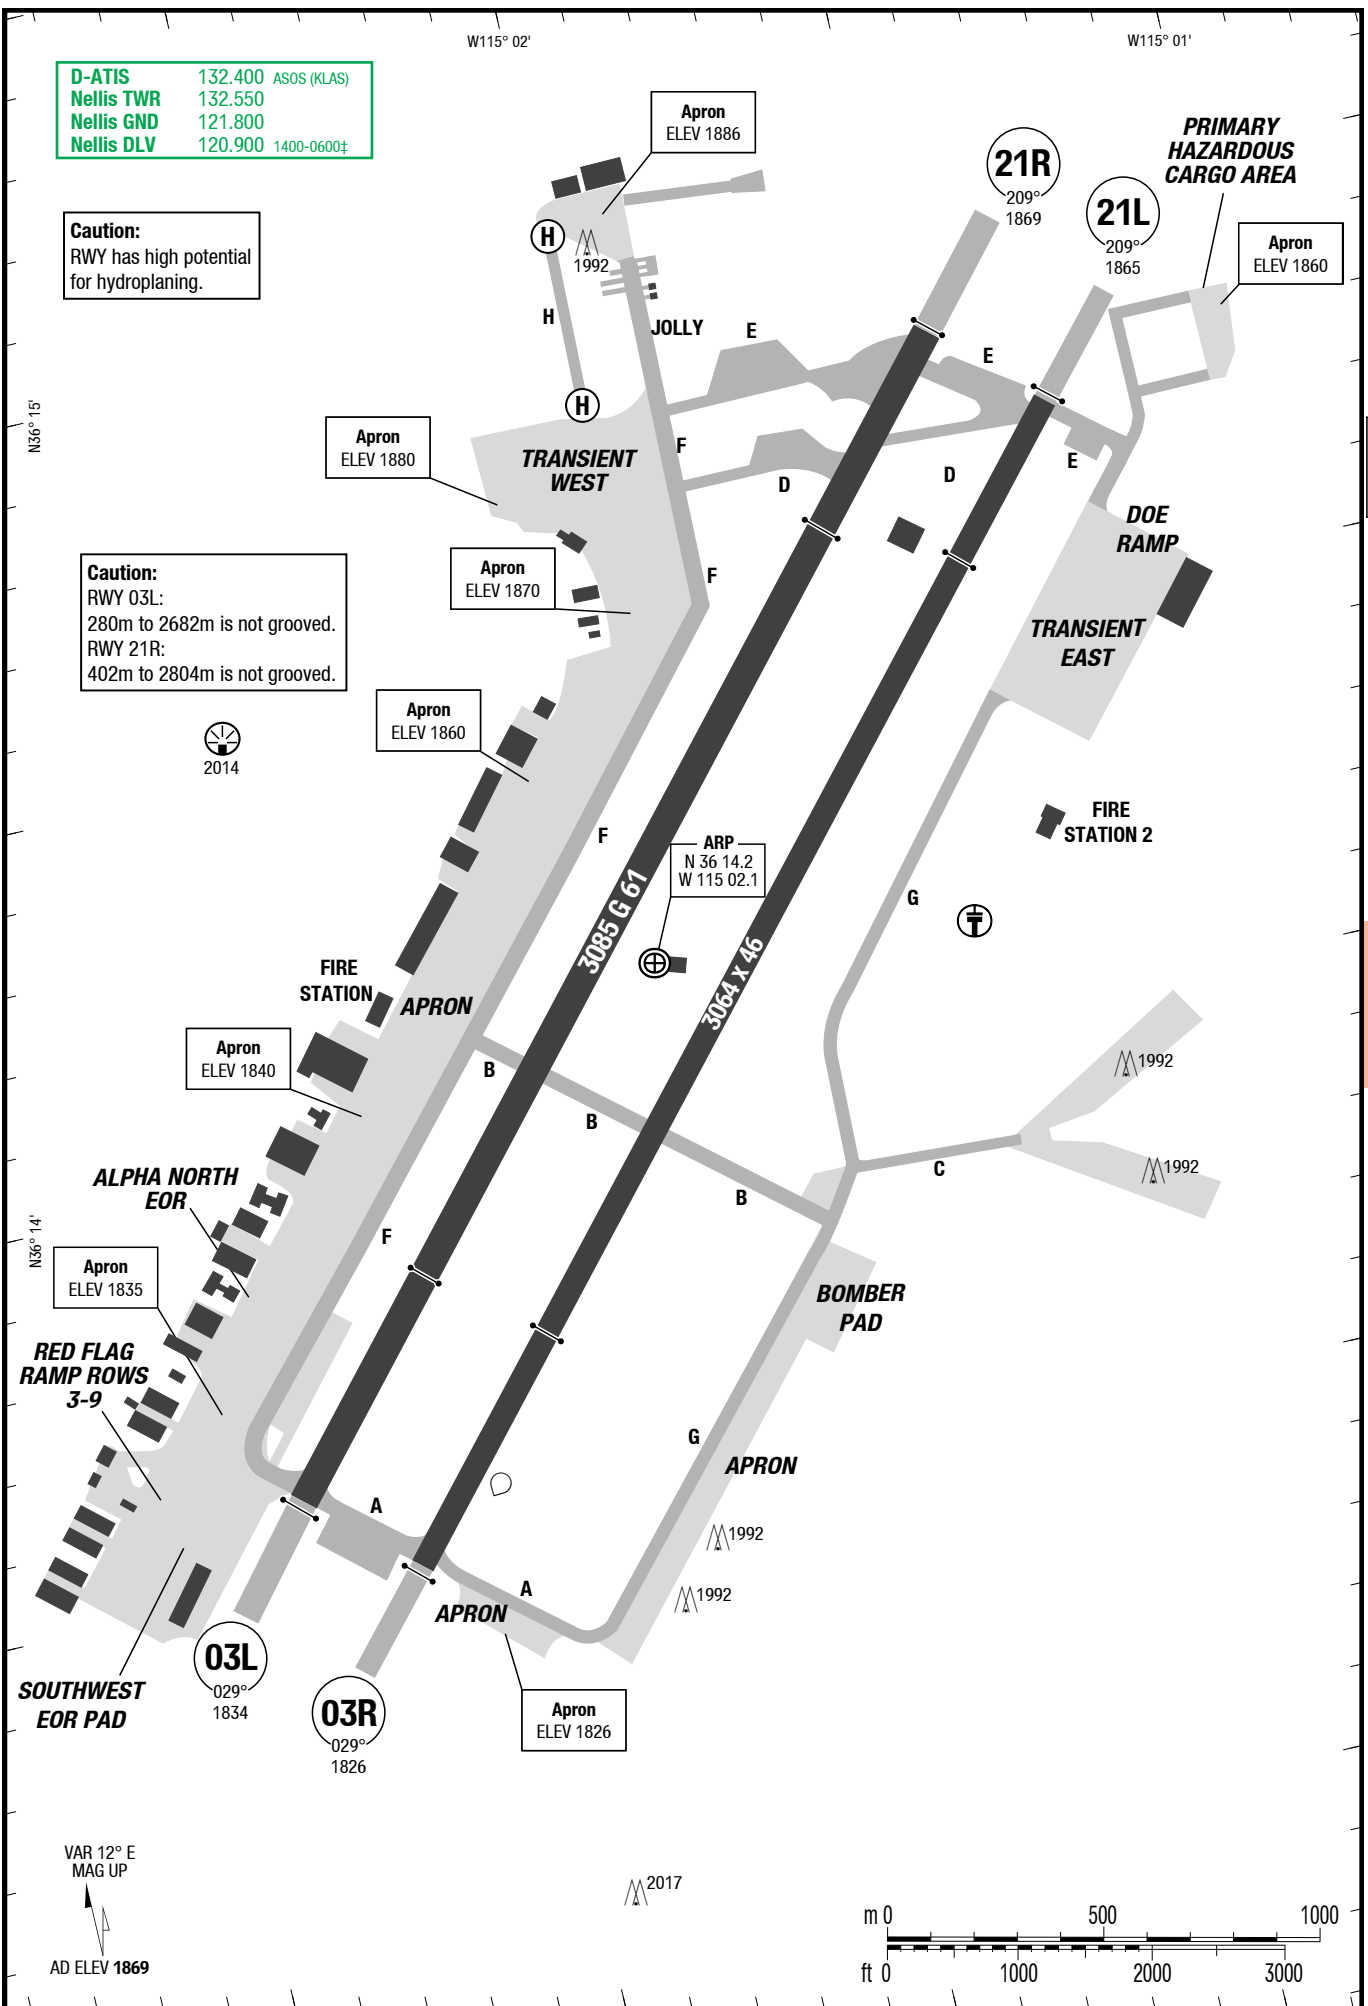 W115° 02'
W115° 01'
D-ATIS 132.400 ASOS (KLAS)
Nellis TWR 132.550
Nellis GND 121.800
Nellis DLV 120.900 1400-0600‡
Apron
ELEV 1886
21R
209°
1869
PRIMARY
HAZARDOUS
CARGO AREA
21L
209°
1865
Apron
ELEV 1860
Caution:
RWY has high potential
for hydroplaning.
H
1992
H
JOLLY
E
E
H
N36° 15'
Apron
ELEV 1880
TRANSIENT
WEST
F
D
D
E
DOE
RAMP
Apron
ELEV 1870
F
Caution:
RWY 03L:
280m to 2682m is not grooved.
RWY 21R:
402m to 2804m is not grooved.
TRANSIENT
EAST
Apron
ELEV 1860
2014
F
FIRE
STATION 2
ARP
N 36 14.2
W 115 02.1
3085 G 61
G
3064 x 46
FIRE
STATION
APRON
Apron
ELEV 1840
B
B
B
1992
C
1992
ALPHA NORTH
EOR
N36° 14'
F
Apron
ELEV 1835
BOMBER
PAD
RED FLAG
RAMP ROWS
3-9
G
APRON
A
1992
A
1992
APRON
03L
029°
1834
SOUTHWEST
EOR PAD
03R
029°
1826
Apron
ELEV 1826
VAR 12° E
MAG UP
AD ELEV 1869
2017
m 0 500 1000
ft 0 1000 2000 3000